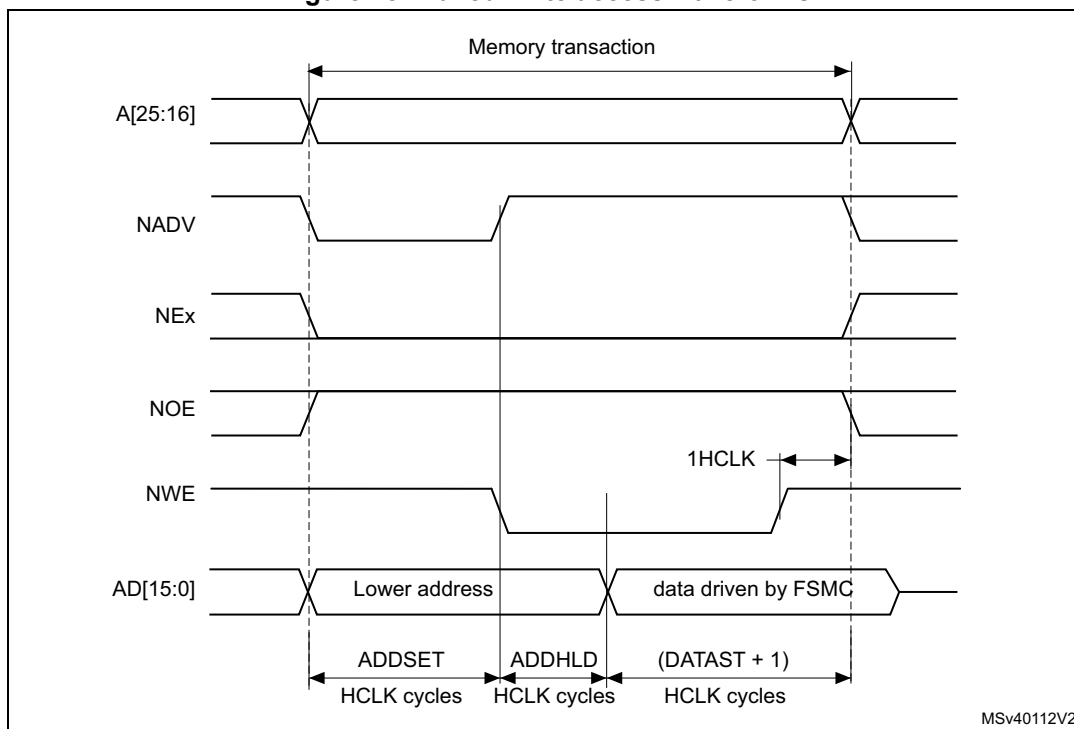 Memory transaction
A[25:16]
NADV
NEx
NOE
1HCLK
NWE
AD[15:0]
Lower address
data driven by FSMC
ADDSET
ADDHLD
(DATAST + 1)
HCLK cycles
HCLK cycles
HCLK cycles
MSv40112V2